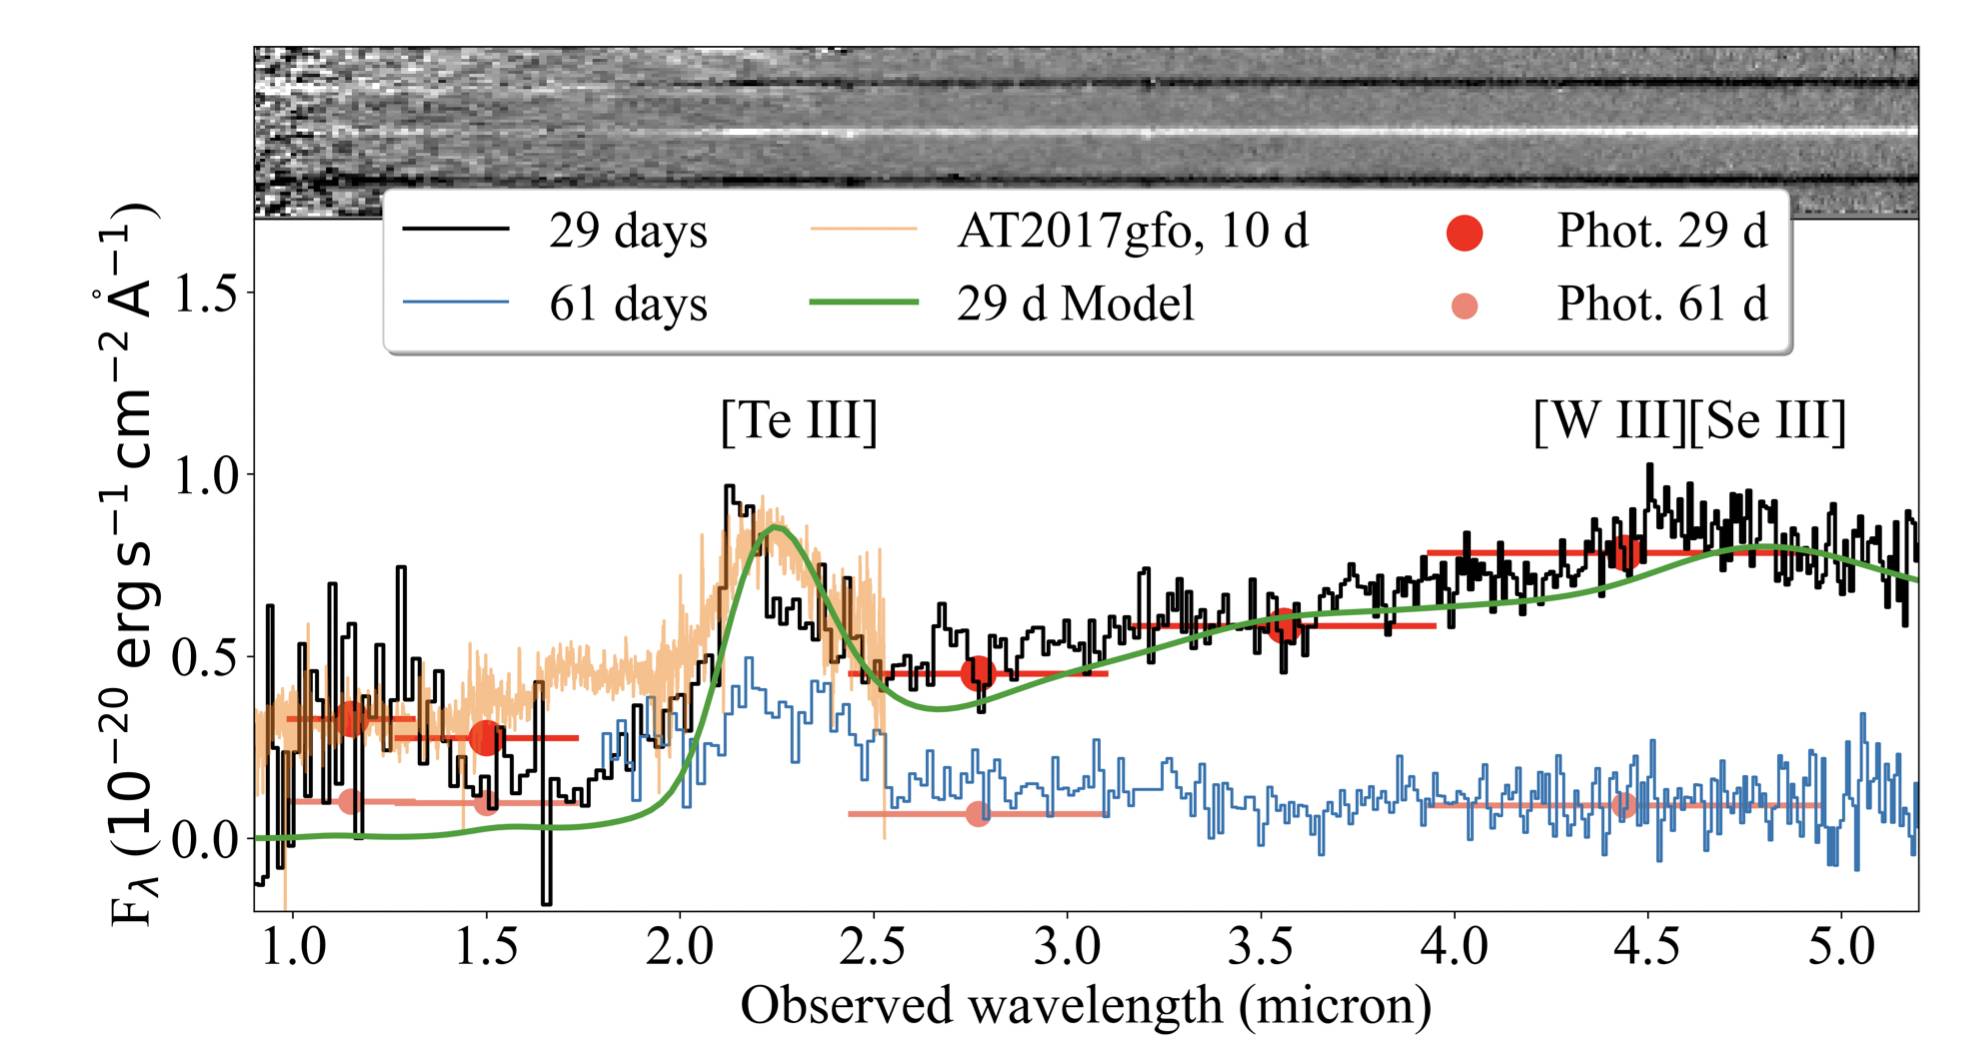 29 days
AT2017gfo, 10 d
Phot. 29 d
61 days
29 d Model
Phot. 61 d
[Te III]
[W III][Se III]
F_λ (10⁻²⁰ erg s⁻¹ cm⁻² Å⁻¹)
1.5
1.0
0.5
0.0
1.0 1.5 2.0 2.5 3.0 3.5 4.0 4.5 5.0
Observed wavelength (micron)